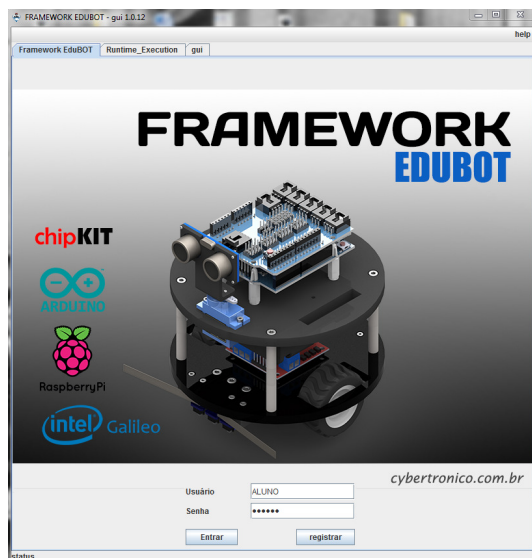 FRAMEWORK EDUBOT - gui 1.0.12
help
Framework EduBOT Runtime_Execution gui
FRAMEWORK
EDUBOT
chipKIT
ARDUINO
RaspberryPi
intel Galileo
cybertronico.com.br
Usuário ALUNO
Senha ••••••
Entrar registrar
status